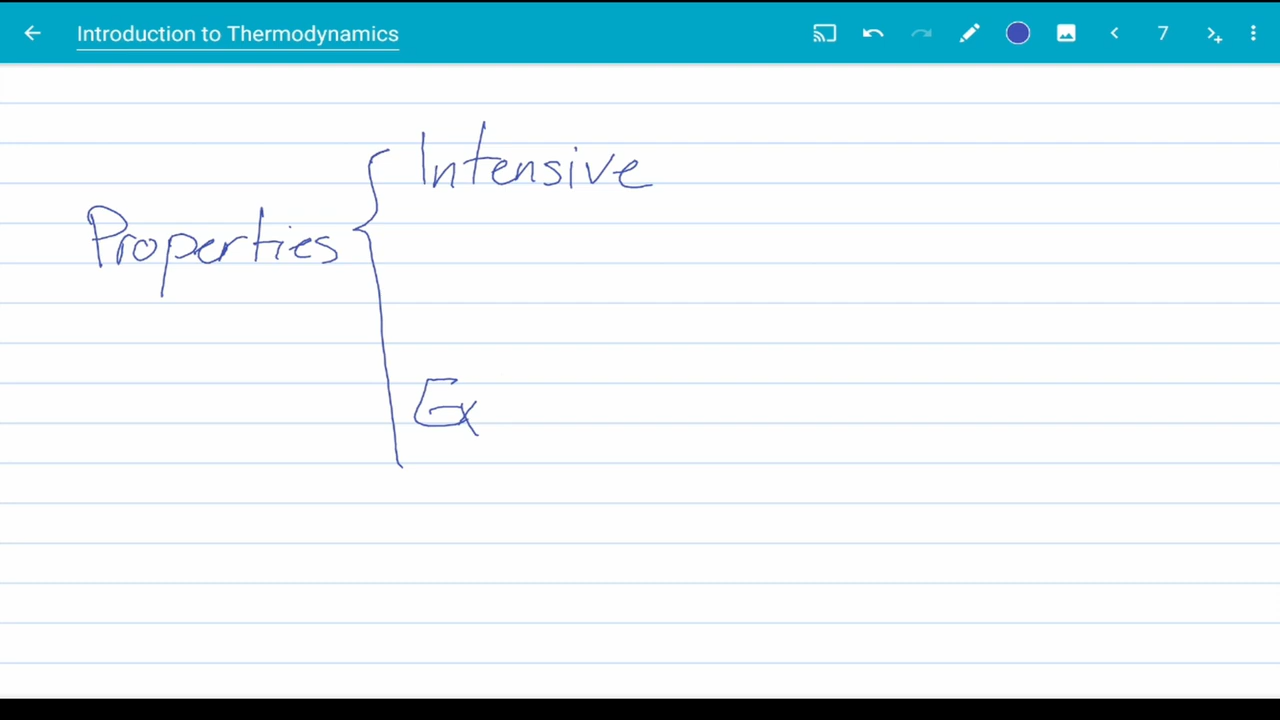 Introduction to Thermodynamics
7
Intensive
Properties
Ex